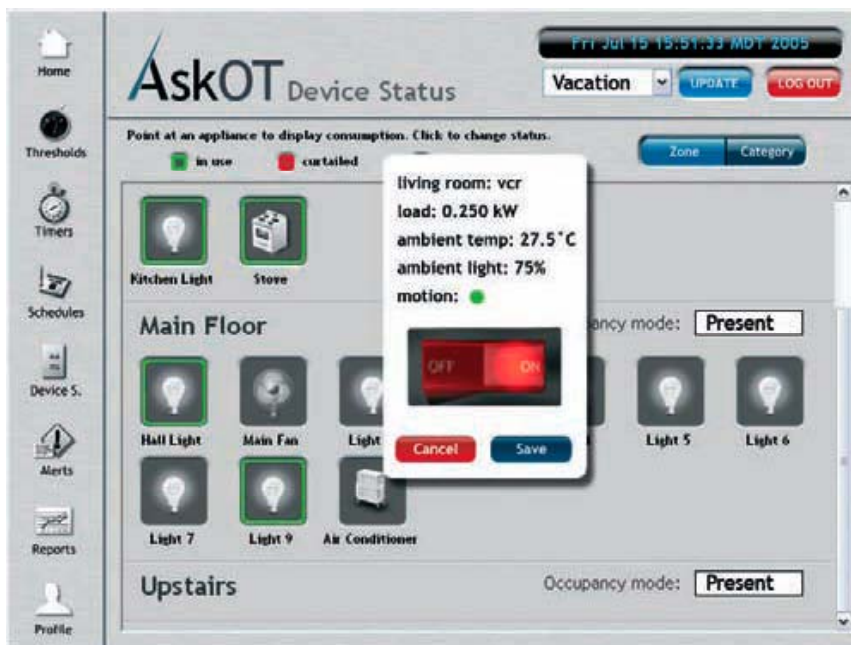 Fri Jul 15 15:51:33 MDT 2005
Home
AskOT Device Status
Vacation
UPDATE
LOG OUT
Thresholds
Point at an appliance to display consumption. Click to change status.
in use
curtailed
Zone
Category
living room: vcr
load: 0.250 kW
ambient temp: 27.5°C
ambient light: 75%
motion:
OFF
ON
Cancel
Save
Timers
Kitchen Light
Stove
Schedules
Main Floor
ancy mode: Present
Device S.
Hall Light
Main Fan
Light
Light 5
Light 6
Alerts
Light 7
Light 9
Air Conditioner
Reports
Upstairs
Occupancy mode: Present
Profile